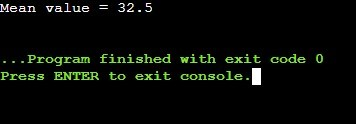 Mean value = 32.5
...Program finished with exit code 0
Press ENTER to exit console.